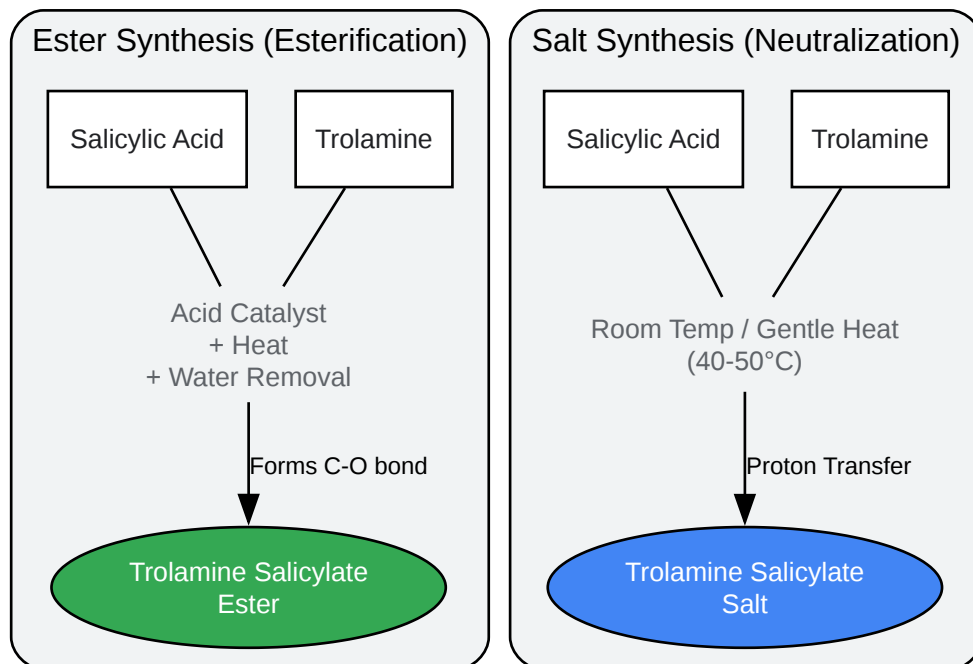 Ester Synthesis (Esterification)
Salicylic Acid
Trolamine
Acid Catalyst
+ Heat
+ Water Removal
Forms C-O bond
Trolamine Salicylate
Ester
Salt Synthesis (Neutralization)
Salicylic Acid
Trolamine
Room Temp / Gentle Heat
(40-50°C)
Proton Transfer
Trolamine Salicylate
Salt